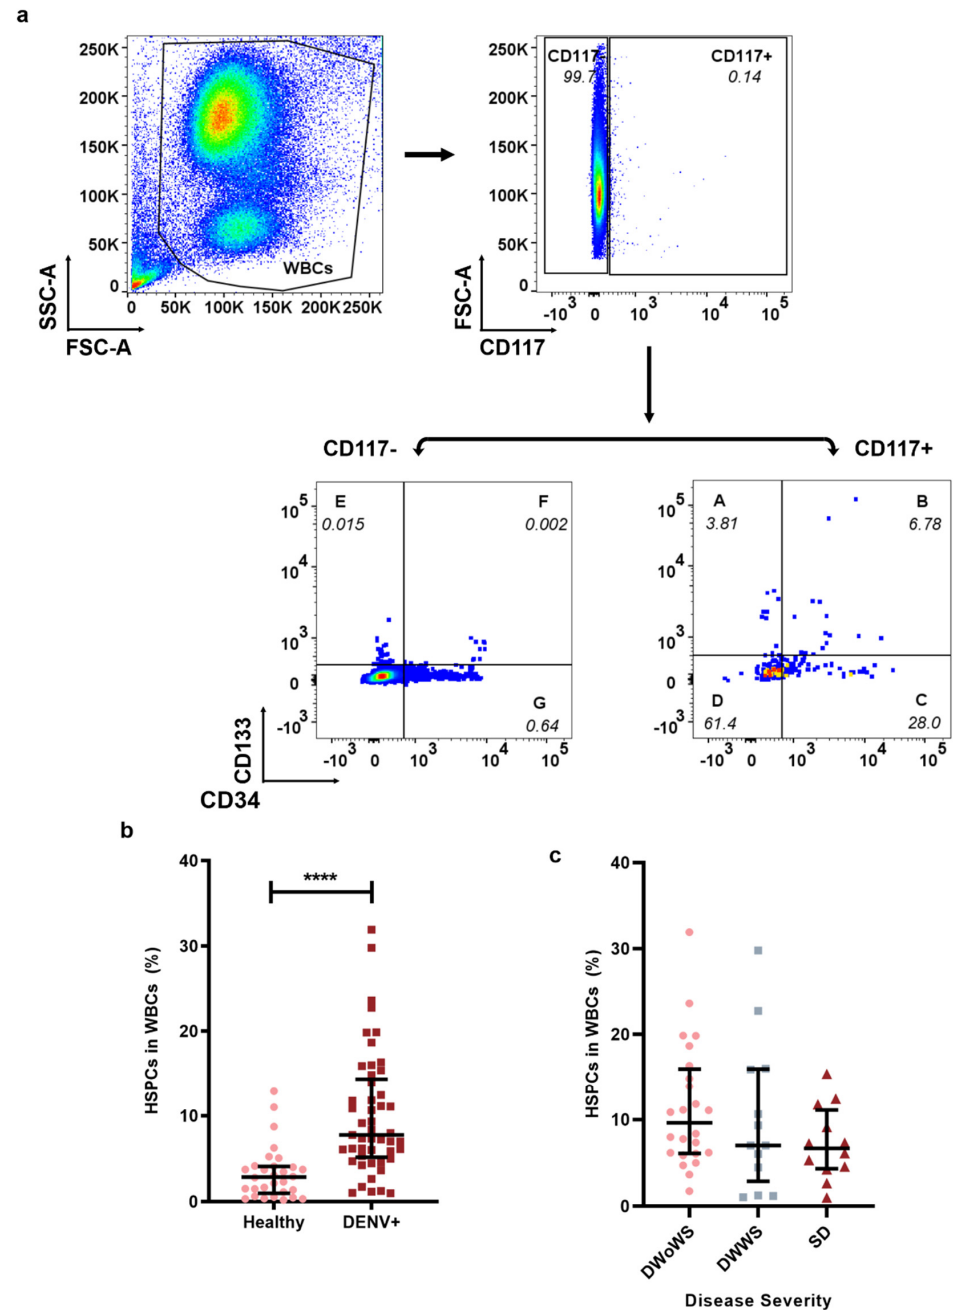 a
250K
200K
150K
100K
50K
0
SSC-A
WBCs
0 50K 100K 150K 200K 250K
FSC-A
250K
200K
150K
100K
50K
0
FSC-A
CD117-
99.7
CD117+
0.14
-10³ 0 10³ 10⁴ 10⁵
CD117
CD117-
CD117+
10⁵
10⁴
10³
0
-10³
E
0.015
F
0.002
G
0.64
-10³ 0 10³ 10⁴ 10⁵
CD133
CD34
10⁵
10⁴
10³
0
-10³
A
3.81
B
6.78
D
61.4
C
28.0
-10³ 0 10³ 10⁴ 10⁵
b
HSPCs in WBCs (%)
40
30
20
10
0
****
Healthy DENV+
c
HSPCs in WBCs (%)
40
30
20
10
0
DWoWS DWWS SD
Disease Severity